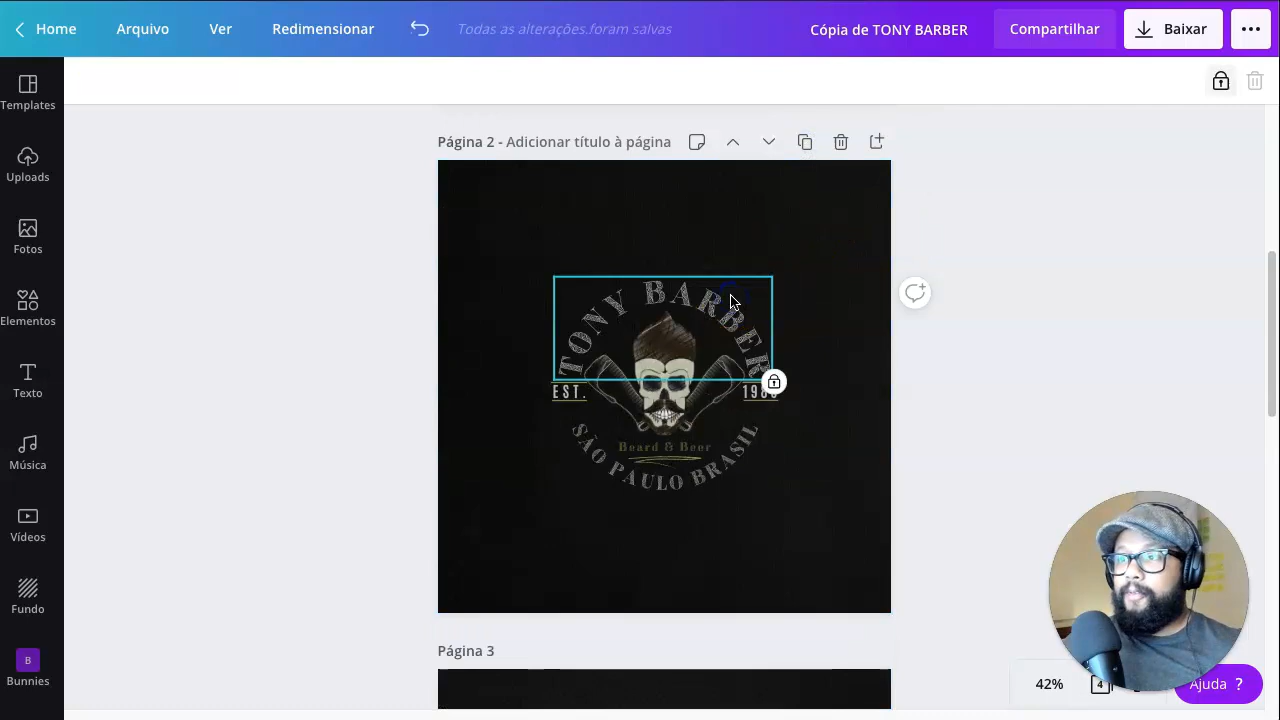 Home
Arquivo
Ver
Redimensionar
Todas as alterações foram salvas
Cópia de TONY BARBER
Compartilhar
Baixar
Templates
Uploads
Fotos
Elementos
Texto
Música
Vídeos
Fundo
B
Bunnies
Página 2 - Adicionar título à página
TONY BARBER
EST.
Beard & Beer
SÃO PAULO BRASIL
Página 3
42%
Ajuda ?